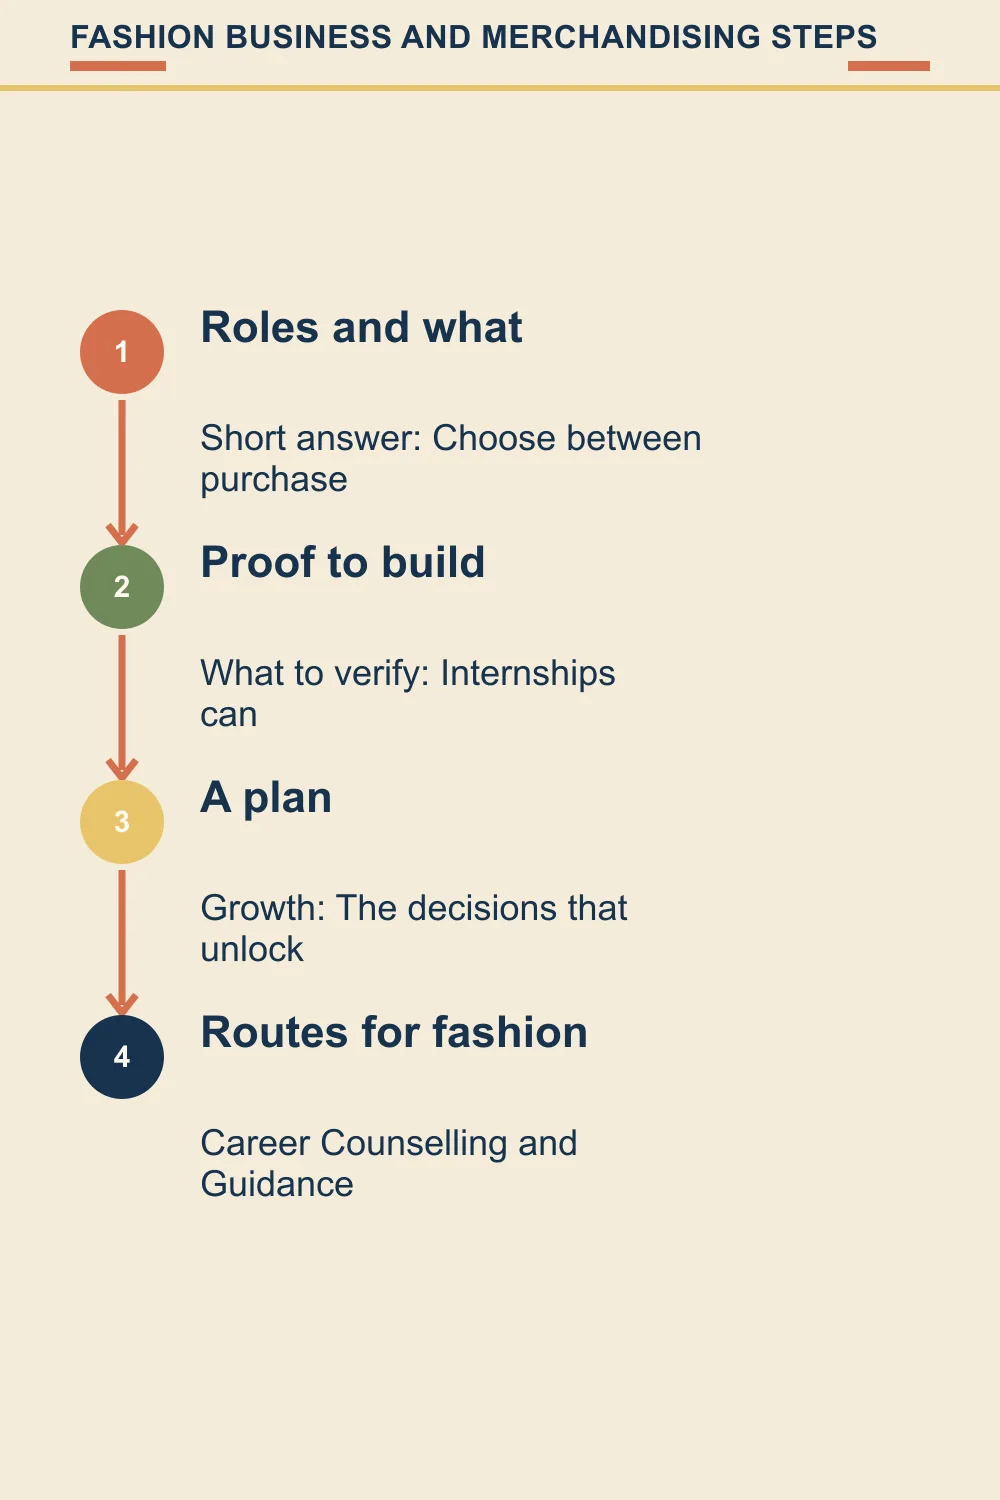 FASHION BUSINESS AND MERCHANDISING STEPS
1
Roles and what
Short answer: Choose between
purchase
2
Proof to build
What to verify: Internships
can
3
A plan
Growth: The decisions that
unlock
4
Routes for fashion
Career Counselling and
Guidance